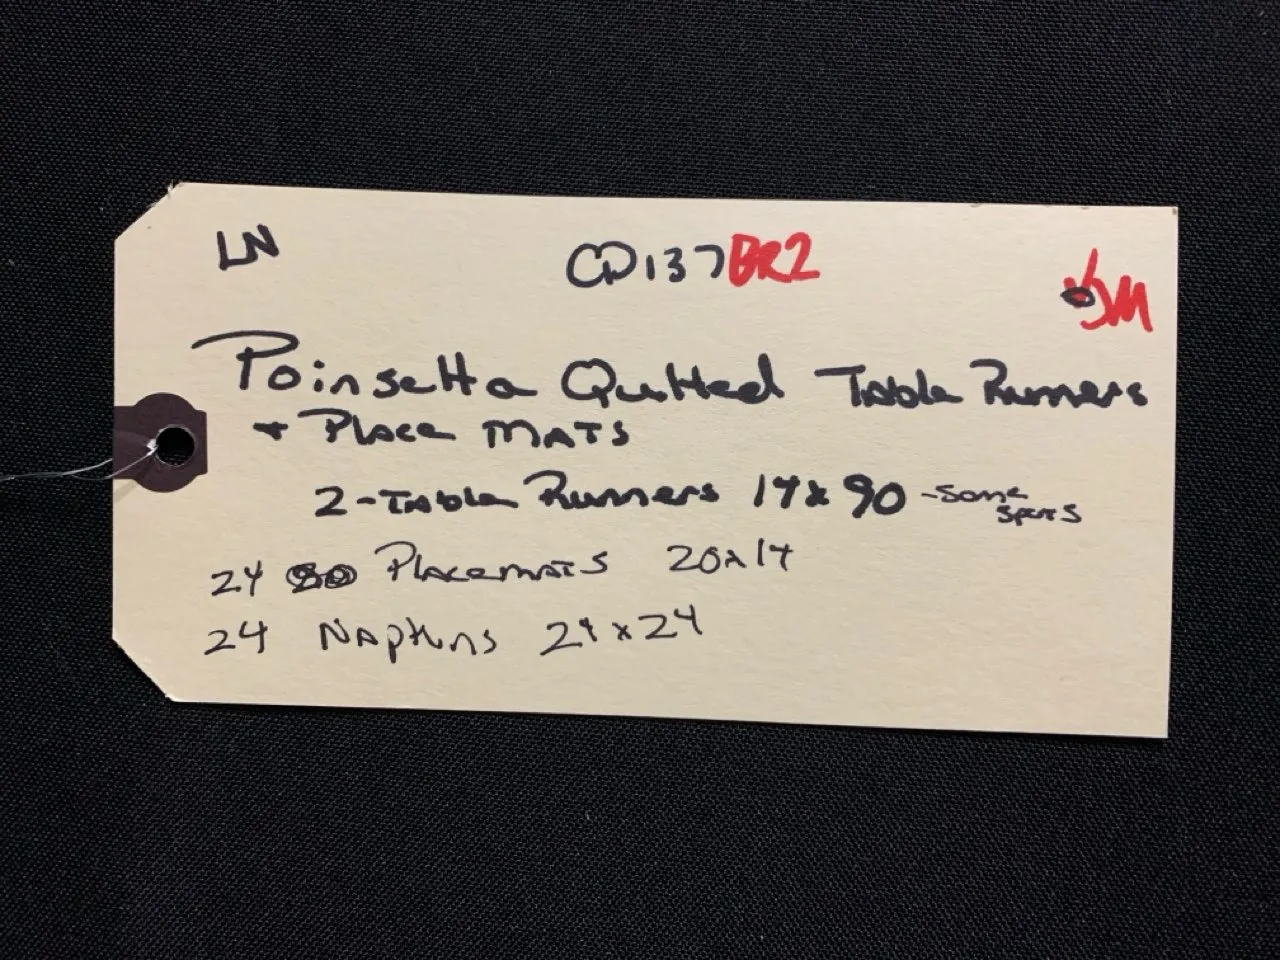 LN CD137BR2 JM
Poinsetta Quilted Table Runners
+ Place MATS
2-Table Runners 14x90 -Some
Spots
24 Placemats 20x14
24 Napkins 24x24